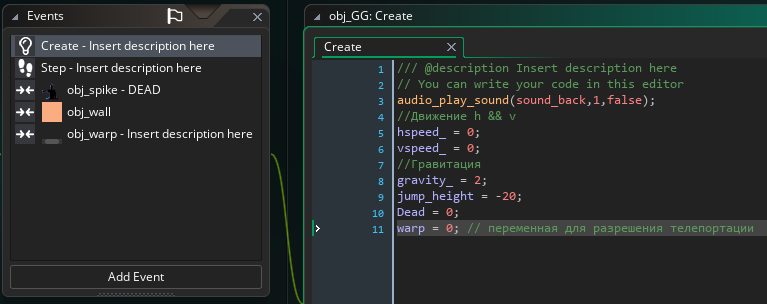 Events
Create - Insert description here
Step - Insert description here
obj_spike - DEAD
obj_wall
obj_warp - Insert description here
Add Event
obj_GG: Create
Create
1 /// @description Insert description here
2 // You can write your code in this editor
3 audio_play_sound(sound_back,1,false);
4 //Движение h && v
5 hspeed_ = 0;
6 vspeed_ = 0;
7 //Гравитация
8 gravity_ = 2;
9 jump_height = -20;
10 Dead = 0;
11 warp = 0; // переменная для разрешения телепортации